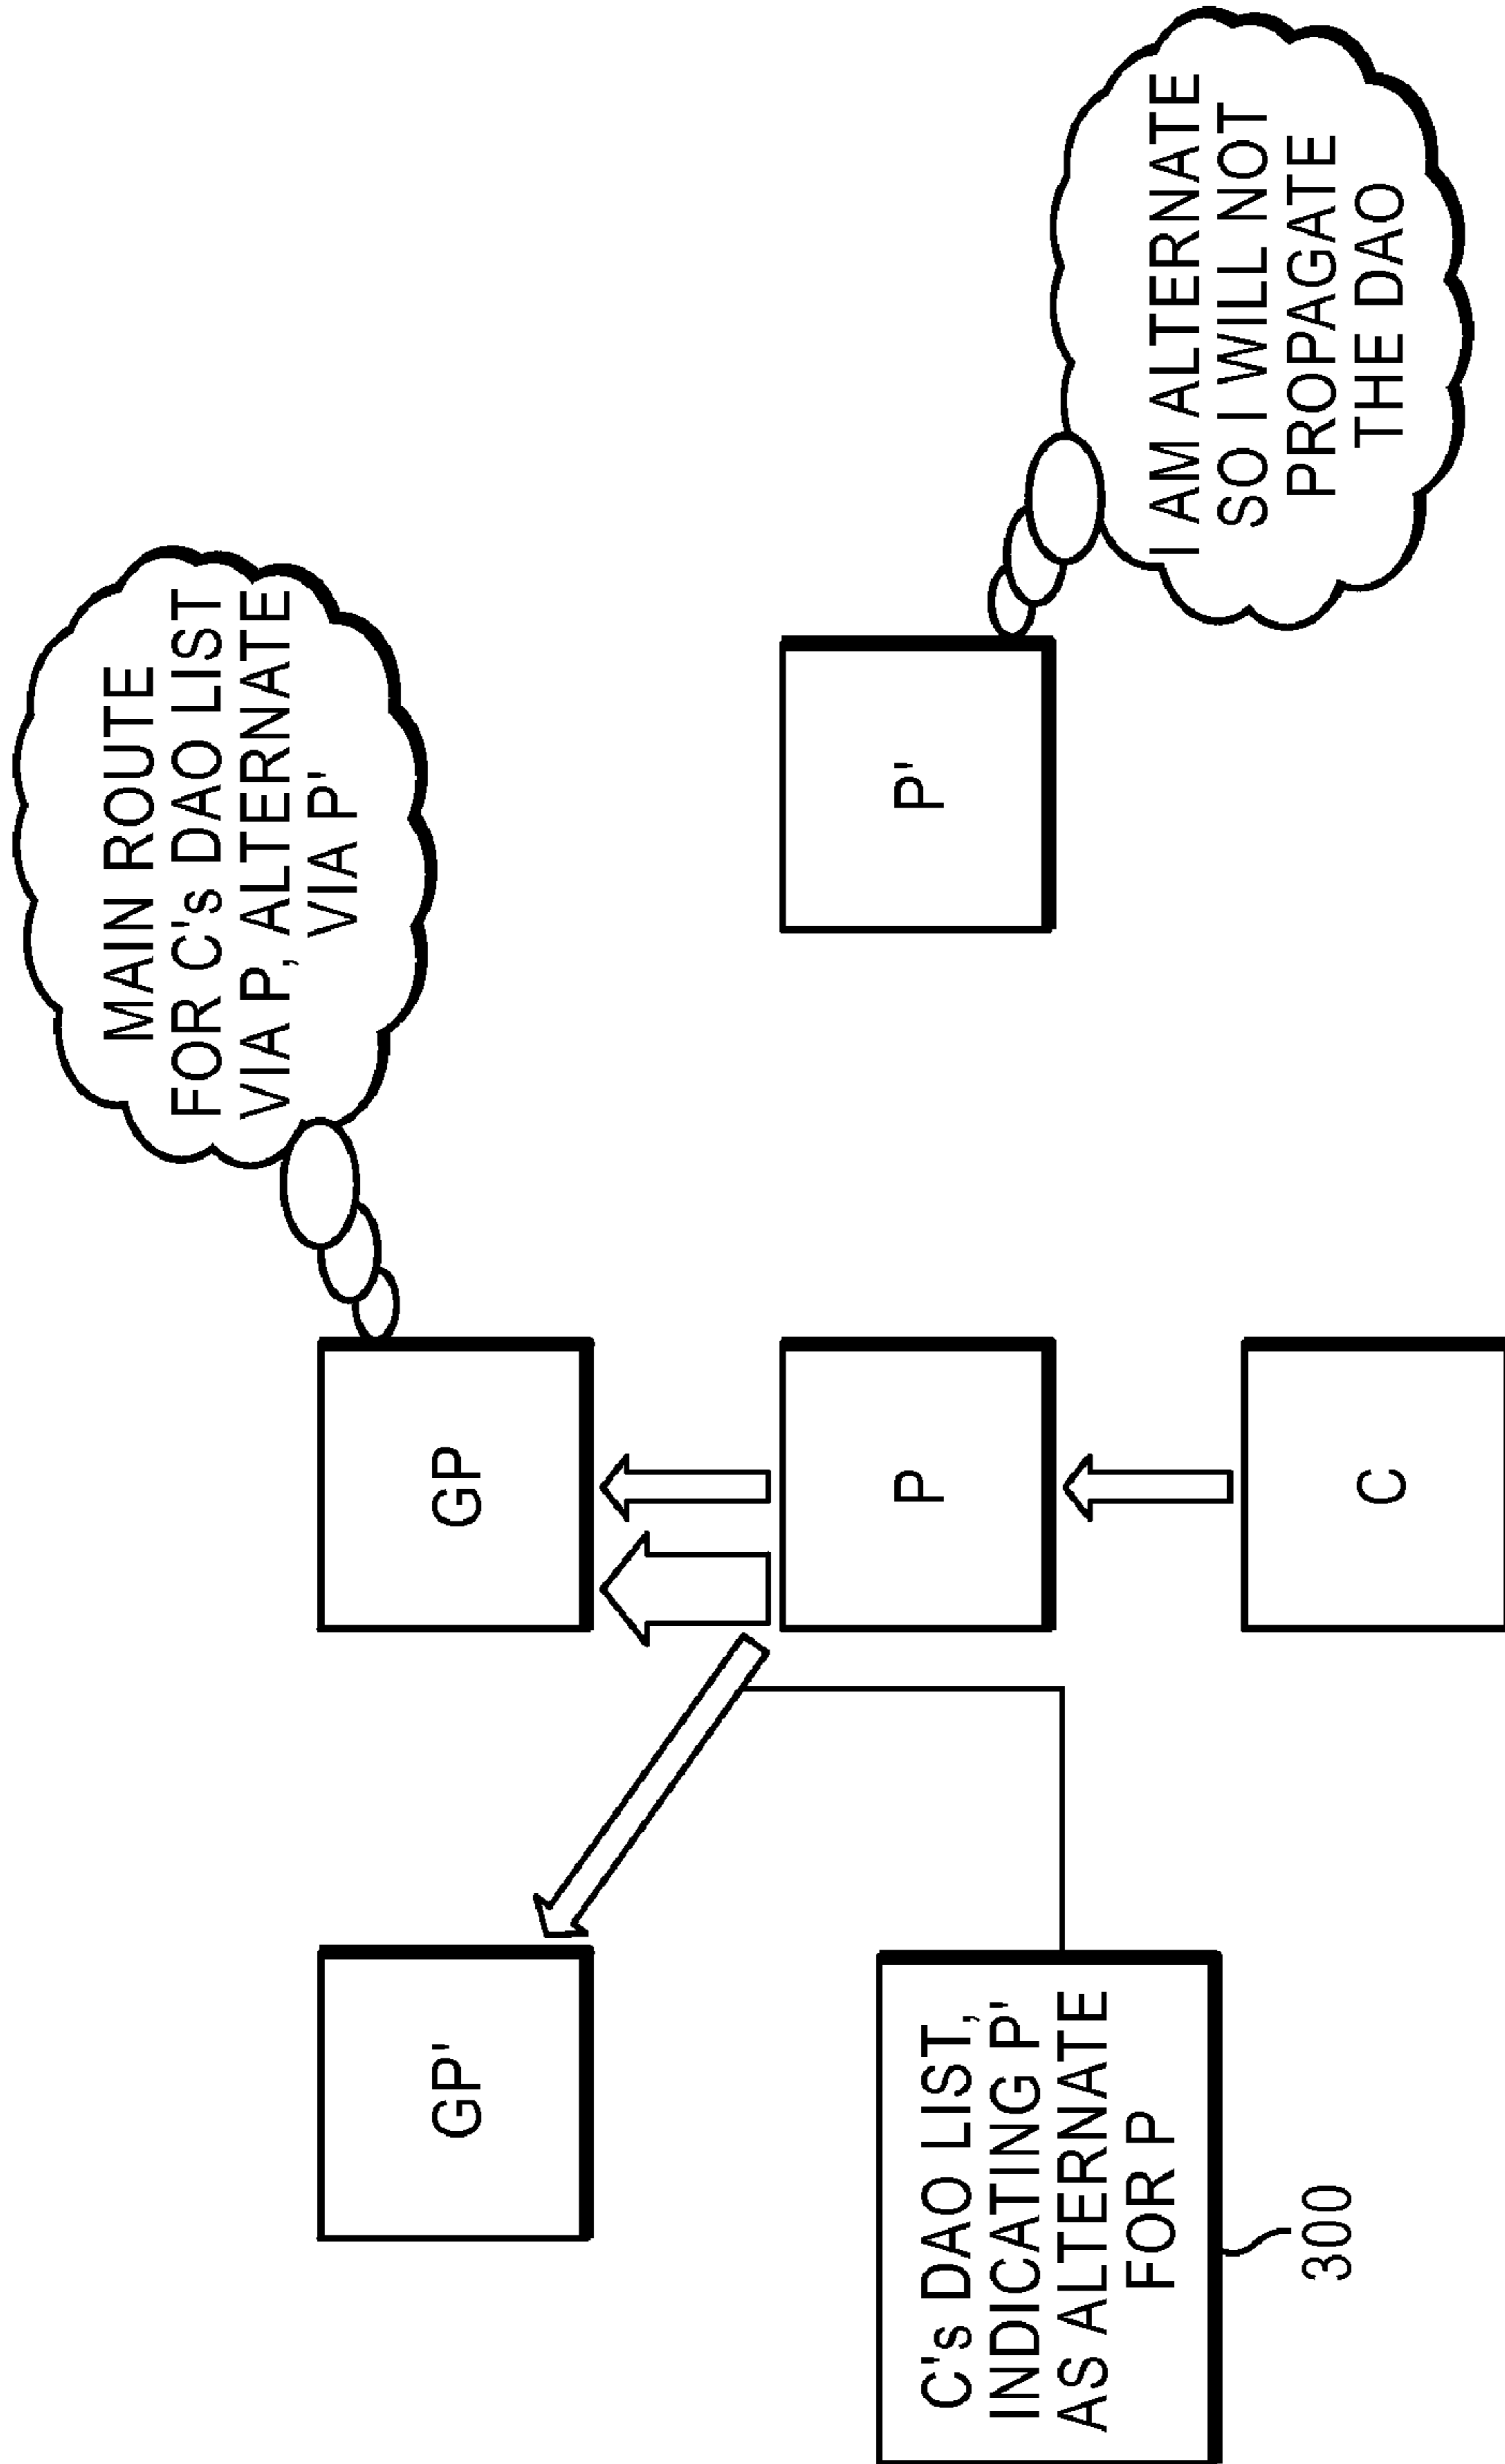 MAIN ROUTE
FOR C's DAO LIST
VIA P, ALTERNATE
VIA P'
GP'
GP
C's DAO LIST,
INDICATING P'
AS ALTERNATE
FOR P
300
P
P'
I AM ALTERNATE
SO I WILL NOT
PROPAGATE
THE DAO
C